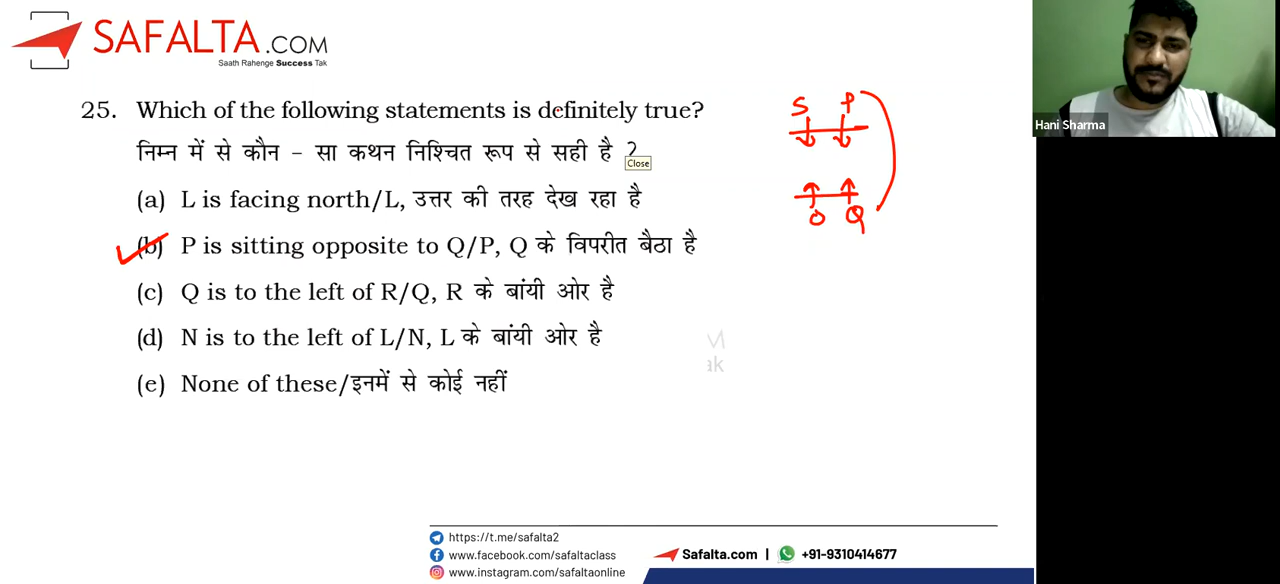 SAFALTA.COM
Saath Rahenge Success Tak
25. Which of the following statements is definitely true?
निम्न में से कौन – सा कथन निश्चित रूप से सही है ?
Close
(a) L is facing north/L, उत्तर की तरह देख रहा है
(b) P is sitting opposite to Q/P, Q के विपरीत बैठा है
(c) Q is to the left of R/Q, R के बांयी ओर है
(d) N is to the left of L/N, L के बांयी ओर है
(e) None of these/इनमें से कोई नहीं
S P
O Q
M
ak
Hani Sharma
https://t.me/safalta2
www.facebook.com/safaltaclass
www.instagram.com/safaltaonline
Safalta.com | +91-9310414677